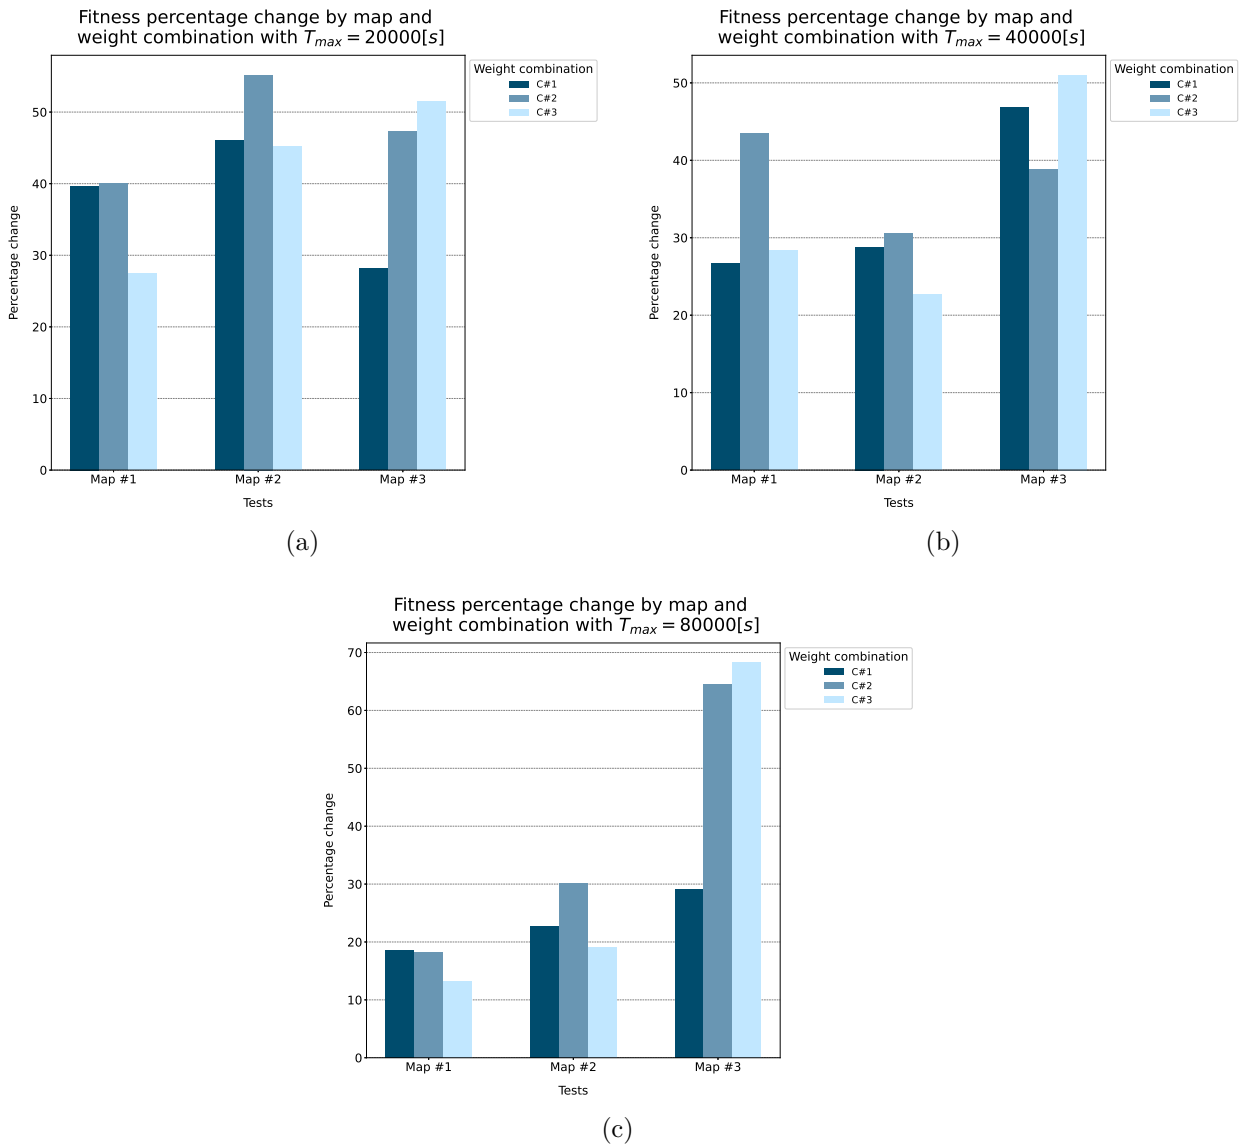 Fitness percentage change by map and
weight combination with T_max = 20000[s]
Weight combination
C#1
C#2
C#3
Percentage change
50
40
30
20
10
0
Map #1 Map #2 Map #3
Tests
(a)
Fitness percentage change by map and
weight combination with T_max = 40000[s]
Weight combination
C#1
C#2
C#3
Percentage change
50
40
30
20
10
0
Map #1 Map #2 Map #3
Tests
(b)
Fitness percentage change by map and
weight combination with T_max = 80000[s]
Weight combination
C#1
C#2
C#3
Percentage change
70
60
50
40
30
20
10
0
Map #1 Map #2 Map #3
Tests
(c)